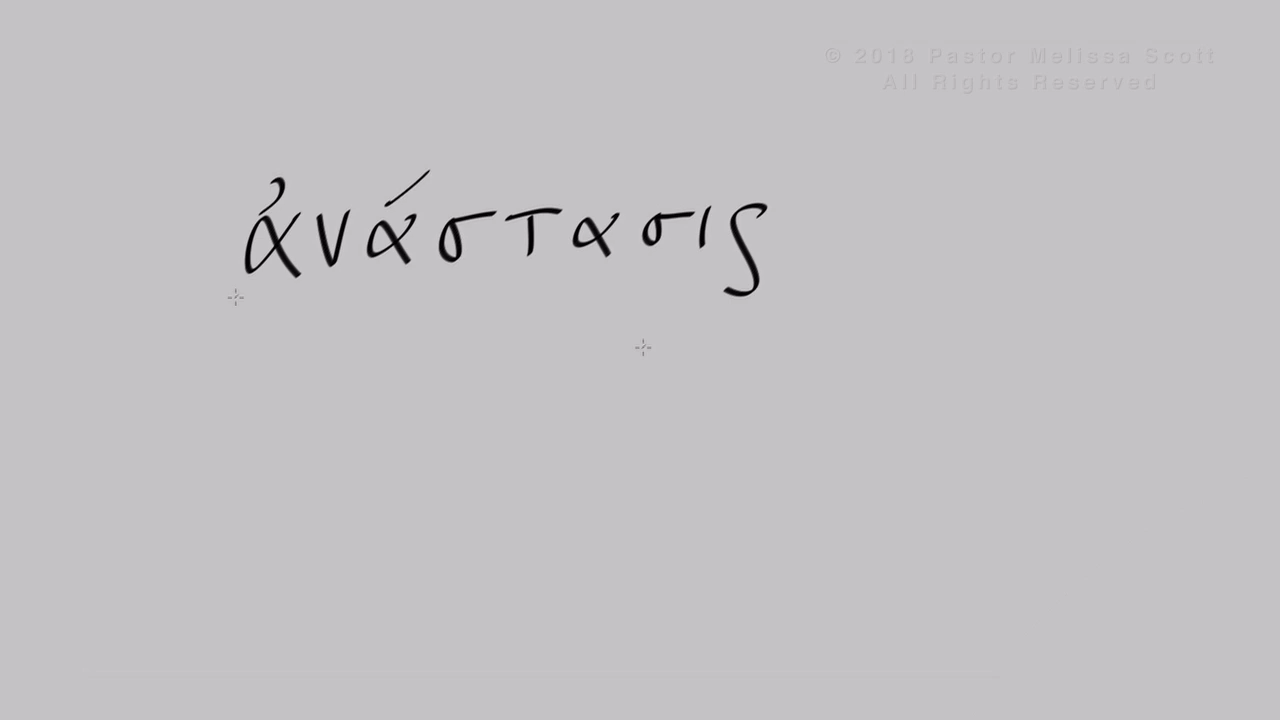 © 2018 Pastor Melissa Scott
All Rights Reserved
ἀνάστασις